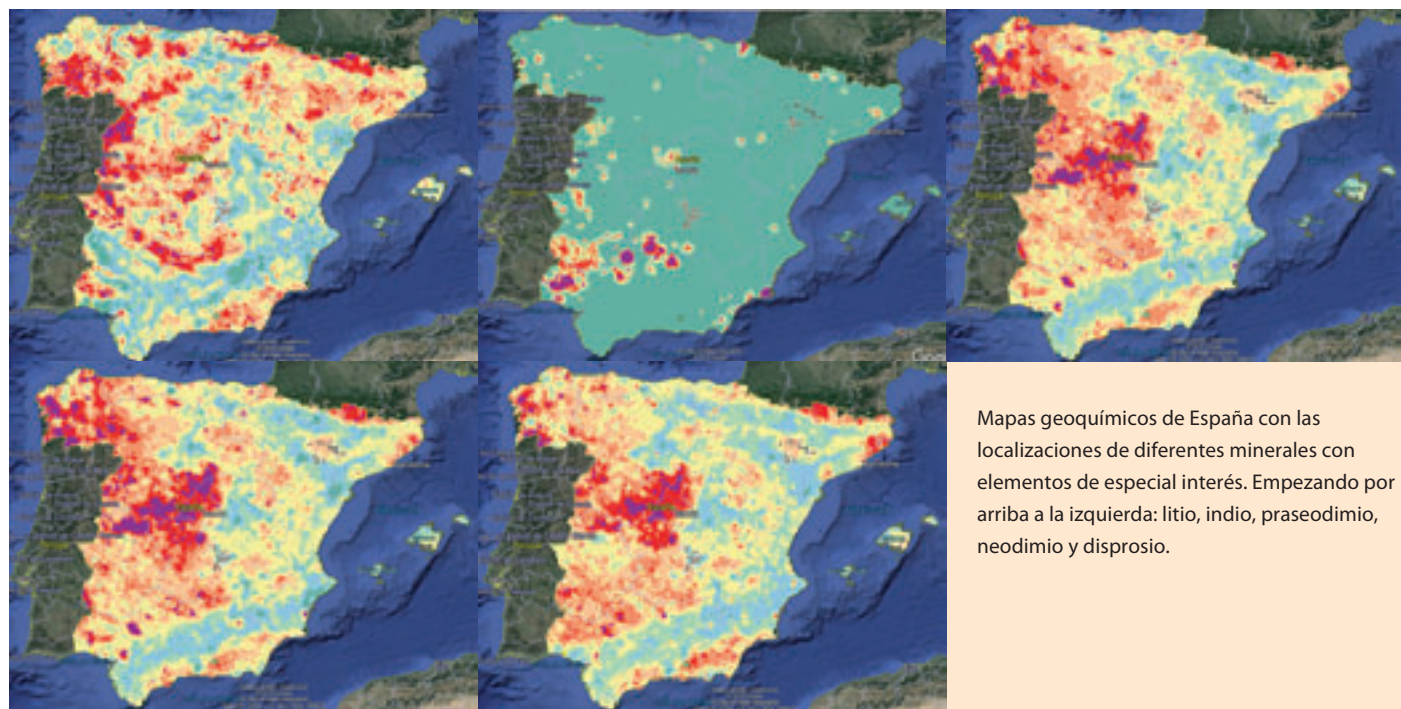 Goo
Mapas geoquímicos de España con las
localizaciones de diferentes minerales con
elementos de especial interés. Empezando por
arriba a la izquierda: litio, indio, praseodimio,
neodimio y disprosio.